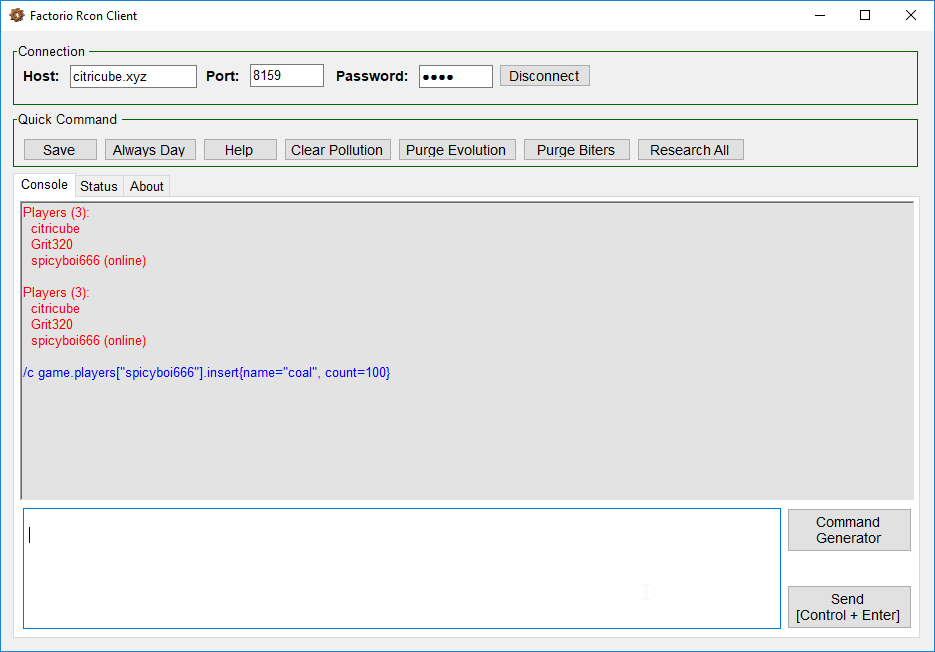 Factorio Rcon Client
Connection
Host: citricube.xyz Port: 8159 Password: ●●●● Disconnect
Quick Command
Save Always Day Help Clear Pollution Purge Evolution Purge Biters Research All
Console Status About
Players (3):
citricube
Grit320
spicyboi666 (online)
Players (3):
citricube
Grit320
spicyboi666 (online)
/c game.players["spicyboi666"].insert{name="coal", count=100}
Command
Generator
Send
[Control + Enter]